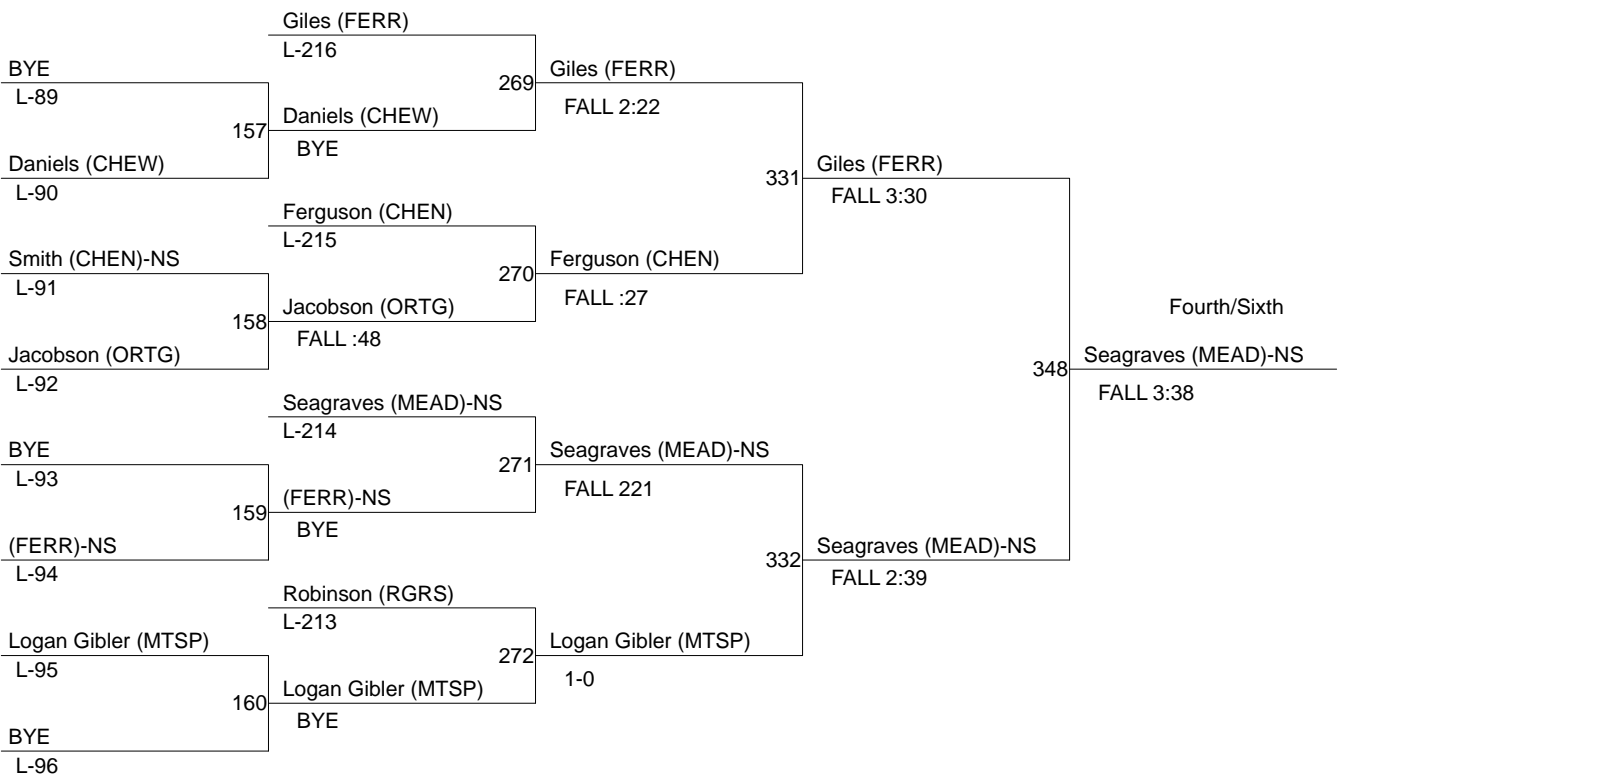 Giles (FERR)
L-216
BYE
L-89
269
Giles (FERR)
FALL 2:22
157
Daniels (CHEW)
BYE
Daniels (CHEW)
L-90
331
Giles (FERR)
FALL 3:30
Ferguson (CHEN)
L-215
Smith (CHEN)-NS
L-91
270
Ferguson (CHEN)
FALL :27
158
Jacobson (ORTG)
FALL :48
Fourth/Sixth
Jacobson (ORTG)
L-92
348
Seagraves (MEAD)-NS
FALL 3:38
Seagraves (MEAD)-NS
L-214
BYE
L-93
271
Seagraves (MEAD)-NS
FALL 221
159
(FERR)-NS
BYE
(FERR)-NS
L-94
332
Seagraves (MEAD)-NS
FALL 2:39
Robinson (RGRS)
L-213
Logan Gibler (MTSP)
L-95
272
Logan Gibler (MTSP)
1-0
160
Logan Gibler (MTSP)
BYE
BYE
L-96